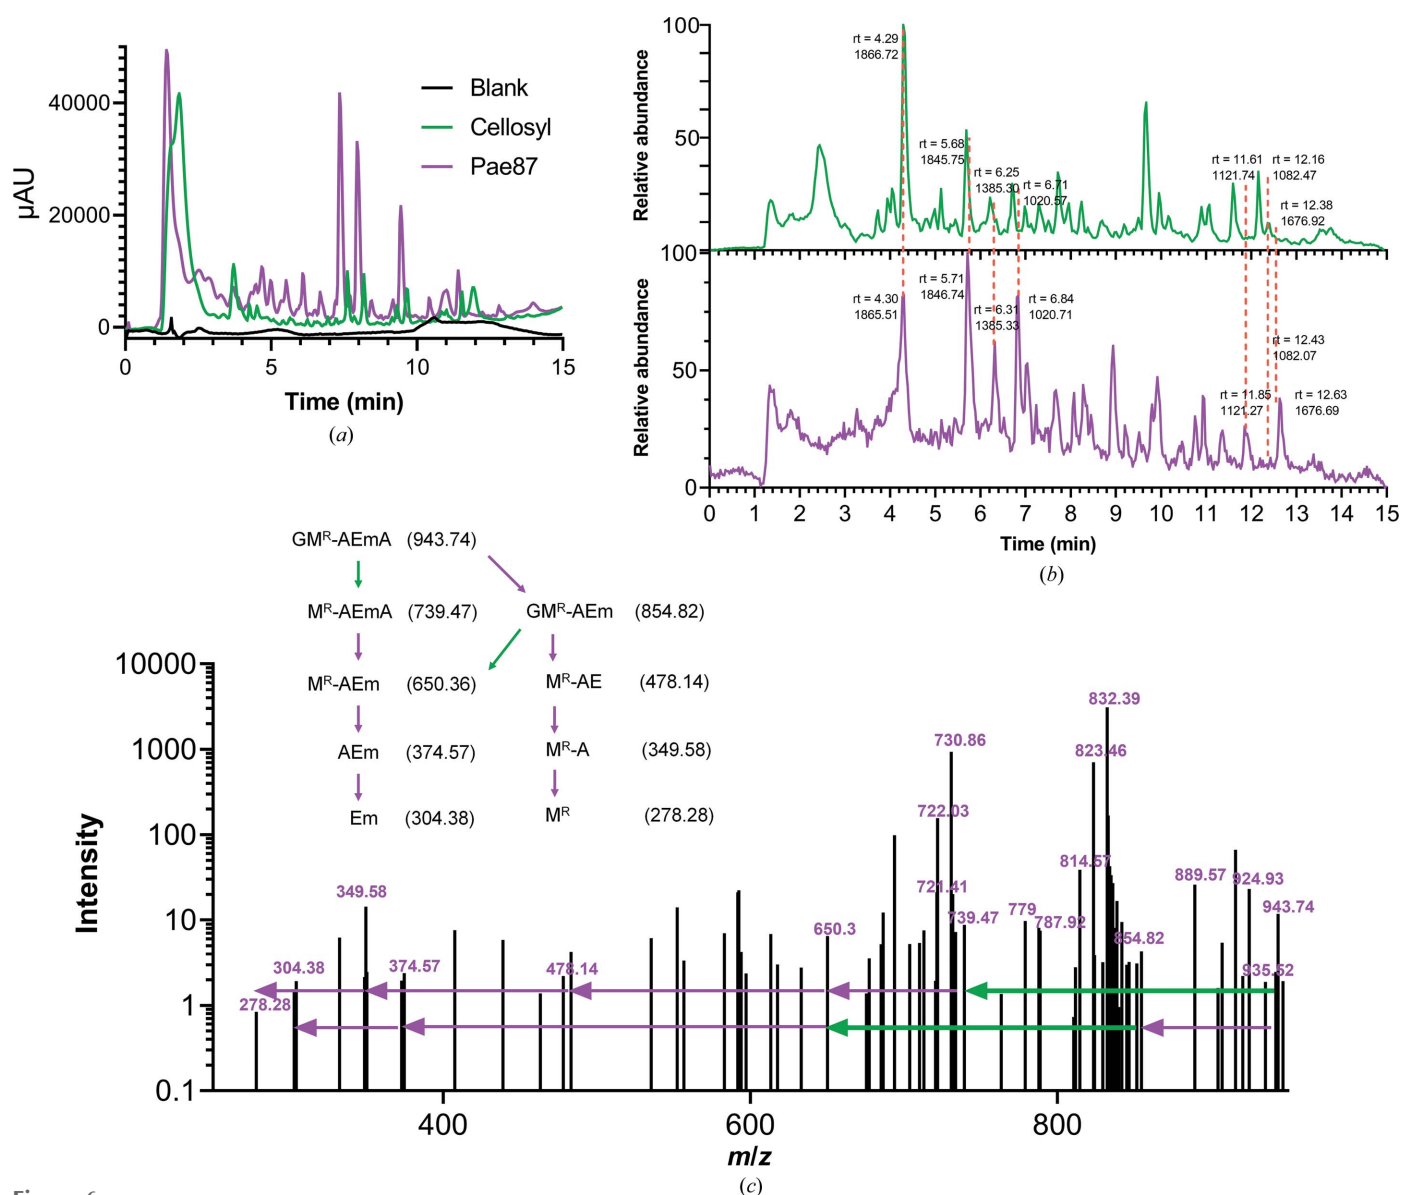 Blank
Cellosyl
Pae87
40000
20000
0
µAU
0 5 10 15
Time (min)
(a)
100
50
Relative abundance
rt = 4.29
1866.72
rt = 5.68
1845.75
rt = 6.25
1385.30
rt = 6.71
1020.57
rt = 11.61
1121.74
rt = 12.16
1082.47
rt = 12.38
1676.92
100
50
0
Relative abundance
rt = 4.30
1865.51
rt = 5.71
1846.74
rt = 6.31
1385.33
rt = 6.84
1020.71
rt = 12.43
1082.07
rt = 11.85
1121.27
rt = 12.63
1676.69
0 1 2 3 4 5 6 7 8 9 10 11 12 13 14 15
Time (min)
(b)
GMᴿ-AEmA (943.74)
Mᴿ-AEmA (739.47) GMᴿ-AEm (854.82)
Mᴿ-AEm (650.36) Mᴿ-AE (478.14)
AEm (374.57) Mᴿ-A (349.58)
Em (304.38) Mᴿ (278.28)
10000
1000
100
10
1
0.1
Intensity
278.28
304.38
349.58
374.57
478.14
650.3
721.41
722.03
730.86
739.47
779
787.92
814.57
823.46
832.39
854.82
889.57
924.93
935.52
943.74
400 600 800
m/z
(c)